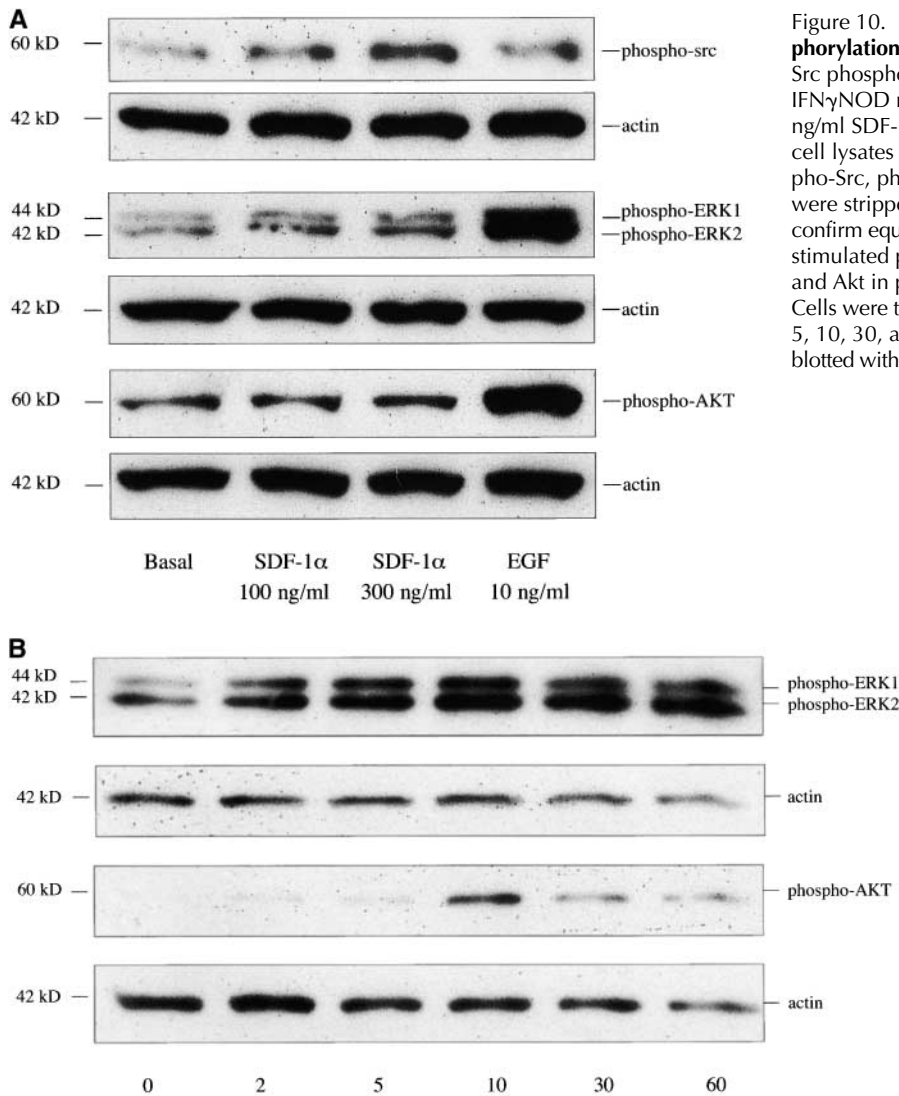 A
60 kD
phospho-src
42 kD
actin
44 kD
42 kD
phospho-ERK1
phospho-ERK2
42 kD
actin
60 kD
phospho-AKT
42 kD
actin
Basal SDF-1α SDF-1α EGF
100 ng/ml 300 ng/ml 10 ng/ml
B
44 kD
42 kD
phospho-ERK1
phospho-ERK2
42 kD
actin
60 kD
phospho-AKT
42 kD
actin
0 2 5 10 30 60
Figure 10.
phorylation
Src phospho
IFNγNOD
ng/ml SDF-
cell lysates
pho-Src, ph
were strippe
confirm equ
stimulated p
and Akt in p
Cells were t
5, 10, 30, a
blotted with